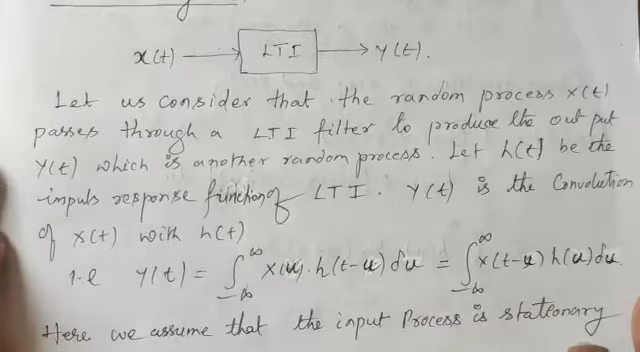 x(t) → LTI → Y(t).
Let us consider that the random process X(t)
passes through a LTI filter to produce the out put
Y(t) which is another random process. Let h(t) be the
impuls response function of LTI. Y(t) is the Convolution
of X(t) with h(t)
i.e Y(t) = ∫_{-∞}^{∞} X(u).h(t-u) du = ∫_{-∞}^{∞} X(t-u) h(u) du.
Here we assume that the input Process is stationary